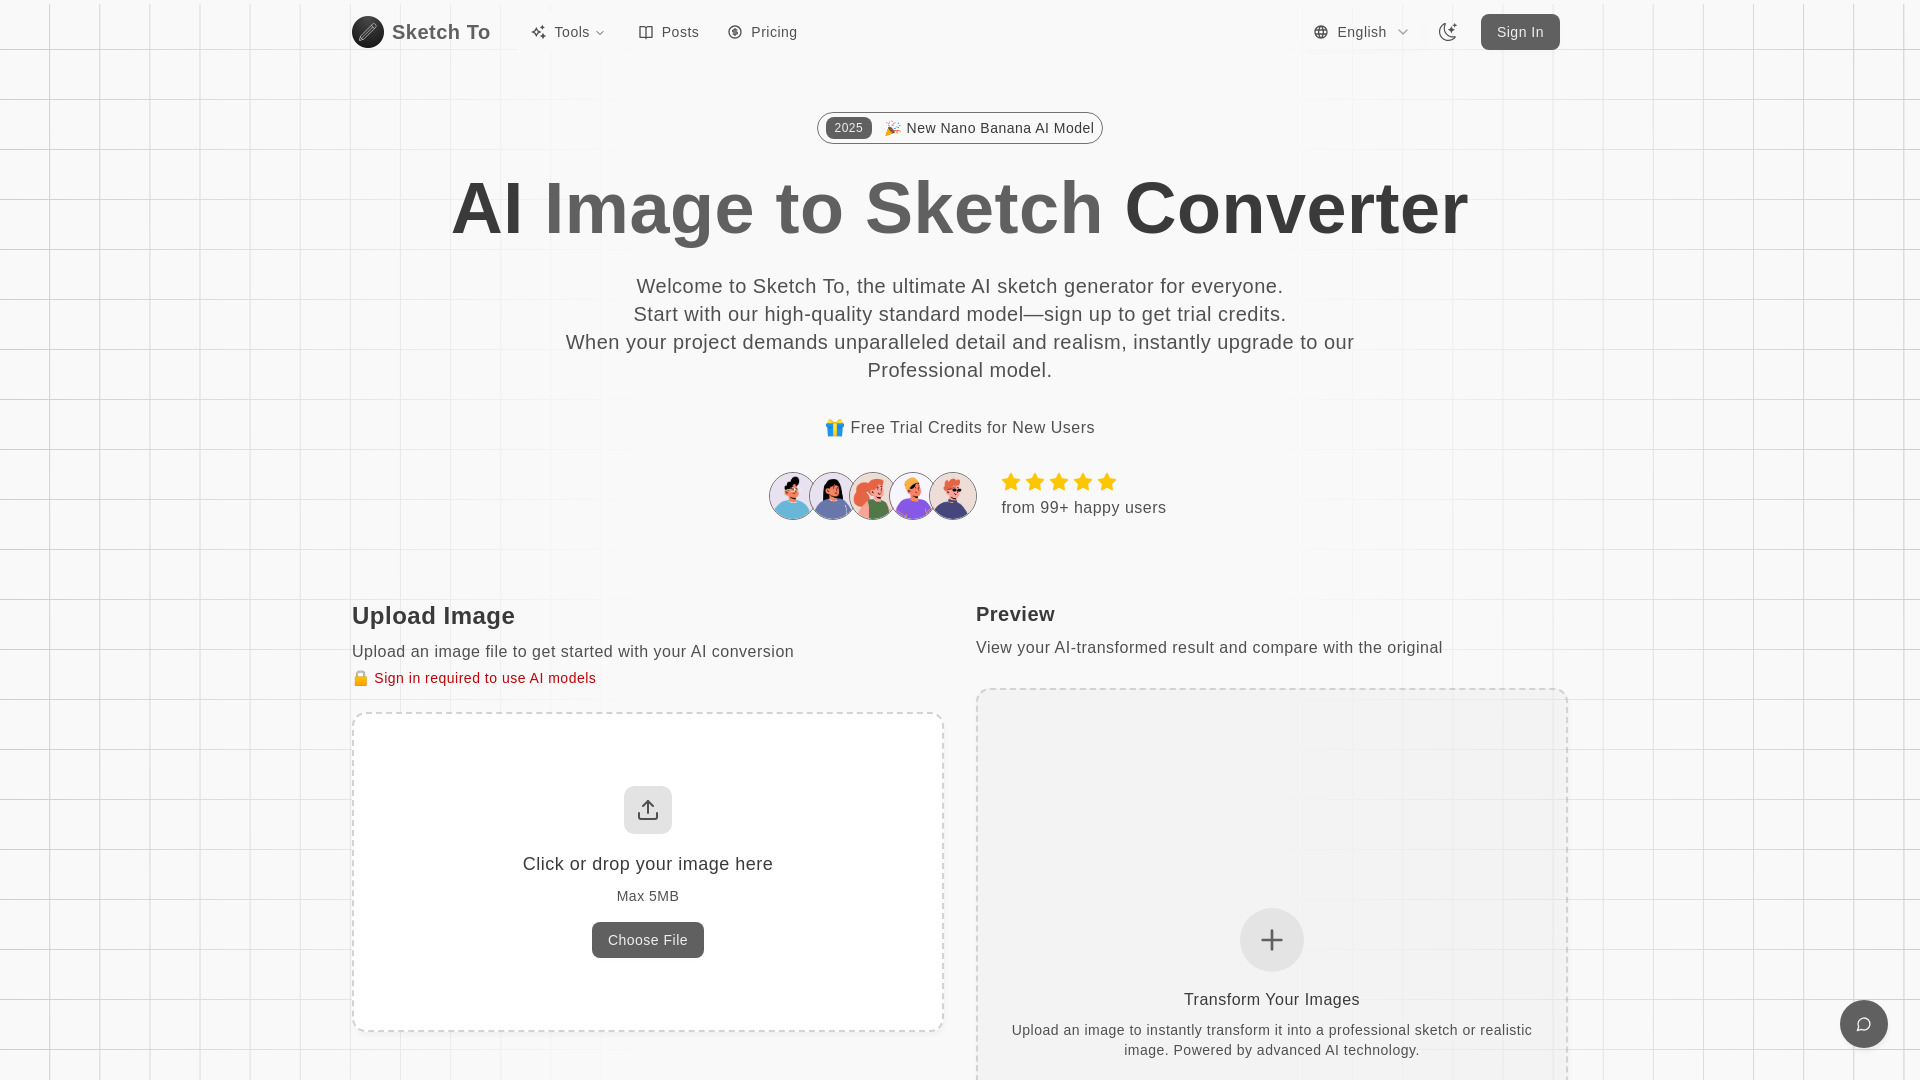 Sketch To
Tools
Posts
Pricing
English
Sign In
2025
🎉 New Nano Banana AI Model
AI Image to Sketch Converter
Welcome to Sketch To, the ultimate AI sketch generator for everyone.
Start with our high-quality standard model—sign up to get trial credits.
When your project demands unparalleled detail and realism, instantly upgrade to our
Professional model.
🎁 Free Trial Credits for New Users
from 99+ happy users
Upload Image
Upload an image file to get started with your AI conversion
🔒 Sign in required to use AI models
Click or drop your image here
Max 5MB
Choose File
Preview
View your AI-transformed result and compare with the original
Transform Your Images
Upload an image to instantly transform it into a professional sketch or realistic
image. Powered by advanced AI technology.